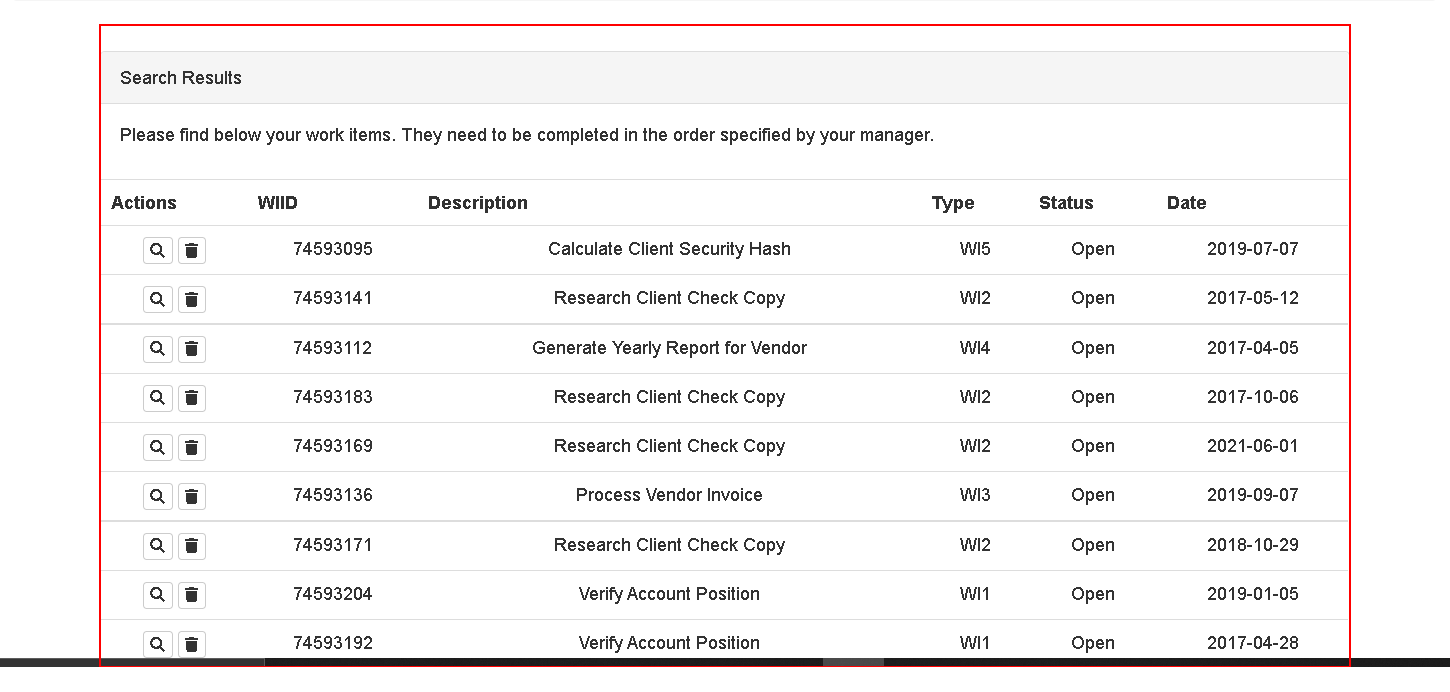 Search Results
Please find below your work items. They need to be completed in the order specified by your manager.
Actions WIID Description Type Status Date
74593095 Calculate Client Security Hash WI5 Open 2019-07-07
74593141 Research Client Check Copy WI2 Open 2017-05-12
74593112 Generate Yearly Report for Vendor WI4 Open 2017-04-05
74593183 Research Client Check Copy WI2 Open 2017-10-06
74593169 Research Client Check Copy WI2 Open 2021-06-01
74593136 Process Vendor Invoice WI3 Open 2019-09-07
74593171 Research Client Check Copy WI2 Open 2018-10-29
74593204 Verify Account Position WI1 Open 2019-01-05
74593192 Verify Account Position WI1 Open 2017-04-28